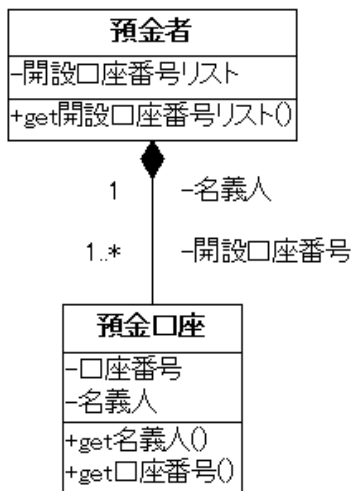 預金者
-開設口座番号リスト
+get開設口座番号リスト()
1 -名義人
1..* -開設口座番号
預金口座
-口座番号
-名義人
+get名義人()
+get口座番号()